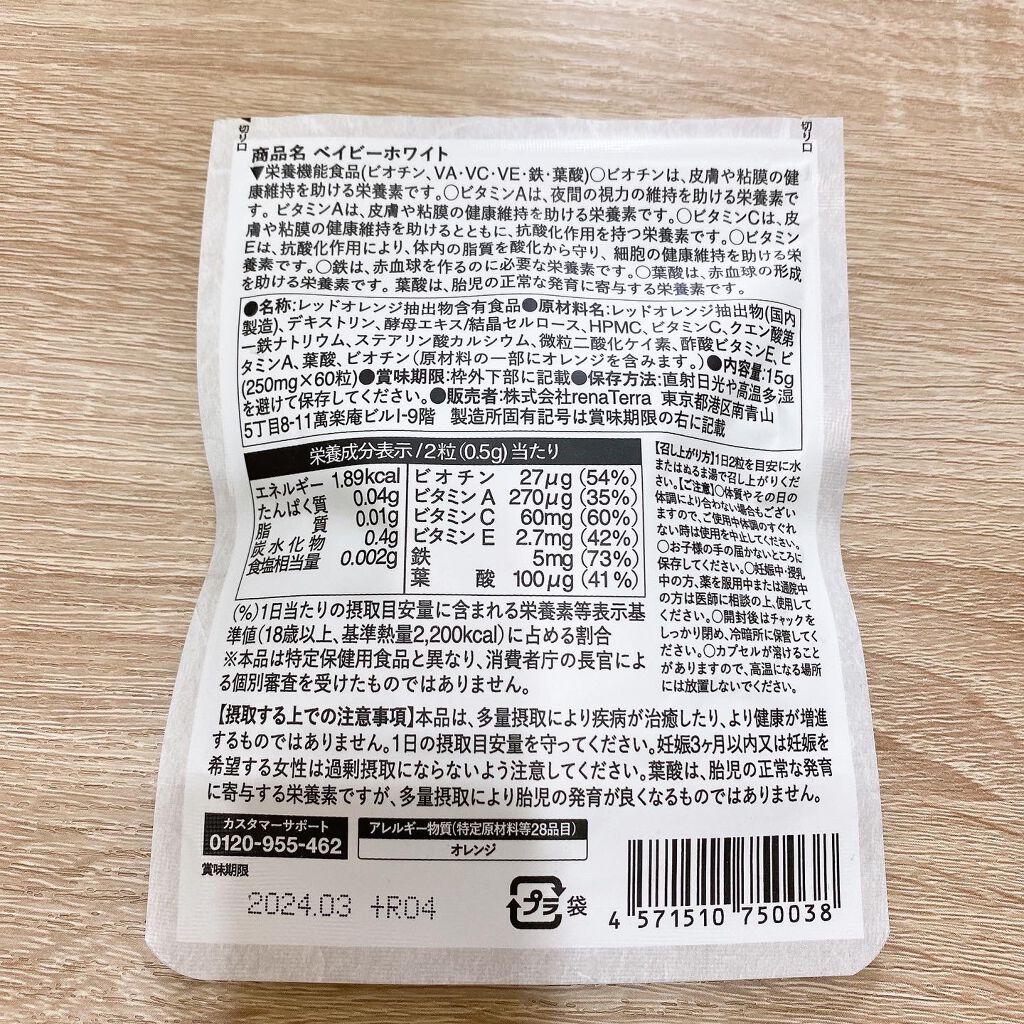 切り口
切り口
商品名 ベイビーホワイト
▼栄養機能食品(ビオチン、VA・VC・VE・鉄・葉酸)〇ビオチンは、皮膚や粘膜の健
康維持を助ける栄養素です。〇ビタミンAは、夜間の視力の維持を助ける栄養素で
す。ビタミンAは、皮膚や粘膜の健康維持を助ける栄養素です。〇ビタミンCは、皮
膚や粘膜の健康維持を助けるとともに、抗酸化作用を持つ栄養素です。〇ビタミン
Eは、抗酸化作用により、体内の脂質を酸化から守り、細胞の健康維持を助ける栄
養素です。〇鉄は、赤血球を作るのに必要な栄養素です。〇葉酸は、赤血球の形成
を助ける栄養素です。葉酸は、胎児の正常な発育に寄与する栄養素です。
●名称:レッドオレンジ抽出物含有食品●原材料名:レッドオレンジ抽出物(国内
製造)、デキストリン、酵母エキス/結晶セルロース、HPMC、ビタミンC、クエン酸第
一鉄ナトリウム、ステアリン酸カルシウム、微粒二酸化ケイ素、酢酸ビタミンE、ビ
タミンA、葉酸、ビオチン(原材料の一部にオレンジを含みます。)●内容量:15g
(250mg×60粒)●賞味期限:枠外下部に記載●保存方法:直射日光や高温多湿
を避けて保存してください。●販売者:株式会社renaTerra 東京都港区南青山
5丁目8-11萬楽庵ビルI-9階 製造所固有記号は賞味期限の右に記載
栄養成分表示/2粒(0.5g)当たり
エネルギー 1.89kcal
たんぱく質 0.04g
脂質 0.01g
炭水化物 0.4g
食塩相当量 0.002g
ビオチン 27μg (54%)
ビタミンA 270μg (35%)
ビタミンC 60mg (60%)
ビタミンE 2.7mg (42%)
鉄 5mg (73%)
葉酸 100μg (41%)
(%)1日当たりの摂取目安量に含まれる栄養素等表示基
準値(18歳以上、基準熱量2,200kcal)に占める割合
※本品は特定保健用食品と異なり、消費者庁の長官によ
る個別審査を受けたものではありません。
【召し上がり方】1日2粒を目安に水
またはぬるま湯で召し上がりくだ
さい。【ご注意】〇体質やその日の
体調により合わない場合もござい
ますので、ご使用中体調のすぐれ
ない時は使用を中止してください。
〇お子様の手の届かないところに
保存してください。〇妊娠中・授乳
中の方、薬を服用中または通院中
の方は医師に相談の上、使用して
ください。〇開封後はチャックを
しっかり閉め、冷暗所に保管してく
ださい。〇カプセルが溶けること
がありますので、高温になる場所
には放置しないでください。
【摂取する上での注意事項】本品は、多量摂取により疾病が治癒したり、より健康が増進
するものではありません。1日の摂取目安量を守ってください。妊娠3ヶ月以内又は妊娠を
希望する女性は過剰摂取にならないよう注意してください。葉酸は、胎児の正常な発育
に寄与する栄養素ですが、多量摂取により胎児の発育が良くなるものではありません。
カスタマーサポート
0120-955-462
アレルギー物質(特定原材料等28品目)
オレンジ
賞味期限
2024.03 +R04
プラ 袋
4 571510 750038